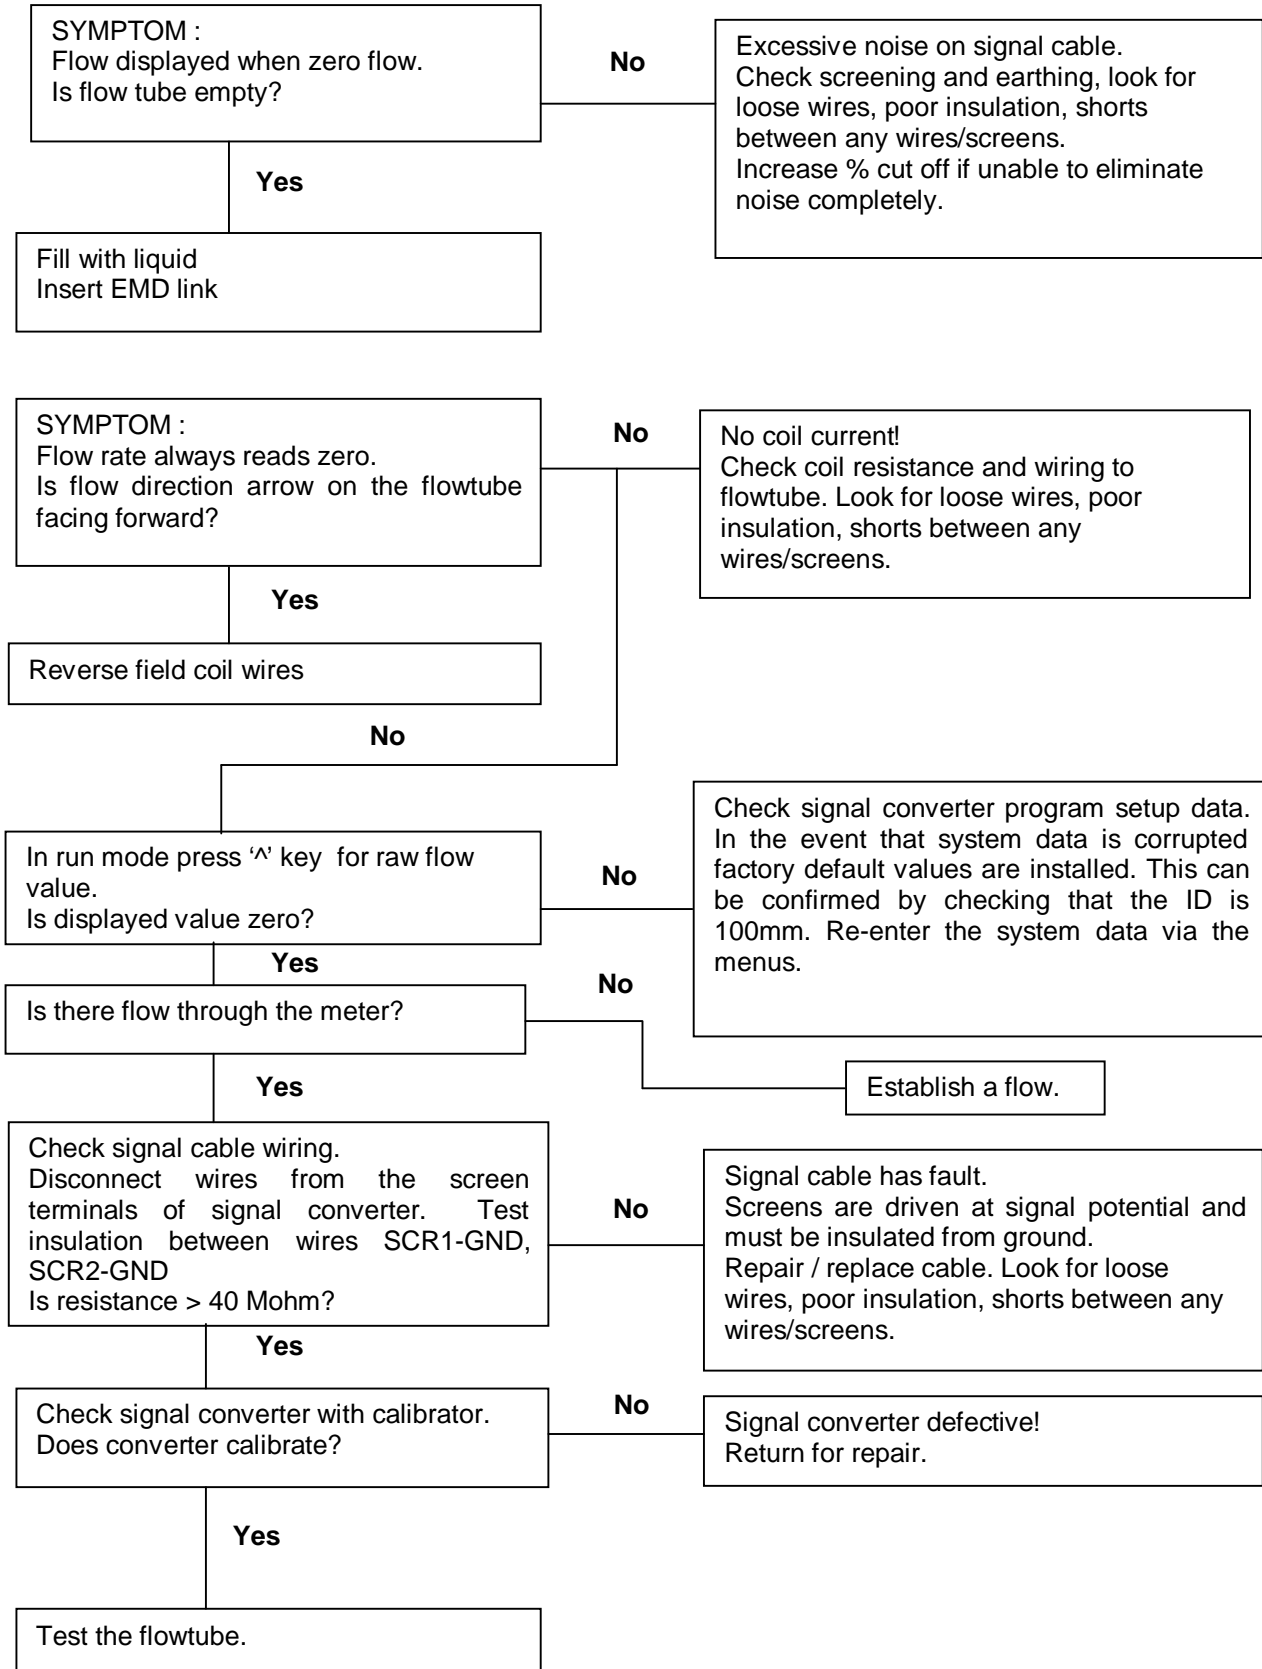 SYMPTOM :
Flow displayed when zero flow.
Is flow tube empty?
No
Excessive noise on signal cable.
Check screening and earthing, look for
loose wires, poor insulation, shorts
between any wires/screens.
Increase % cut off if unable to eliminate
noise completely.
Yes
Fill with liquid
Insert EMD link
SYMPTOM :
Flow rate always reads zero.
Is flow direction arrow on the flowtube
facing forward?
No
No coil current!
Check coil resistance and wiring to
flowtube. Look for loose wires, poor
insulation, shorts between any
wires/screens.
Yes
Reverse field coil wires
No
In run mode press ‘^’ key for raw flow
value.
Is displayed value zero?
No
Check signal converter program setup data.
In the event that system data is corrupted
factory default values are installed. This can
be confirmed by checking that the ID is
100mm. Re-enter the system data via the
menus.
Yes
Is there flow through the meter?
No
Establish a flow.
Yes
Check signal cable wiring.
Disconnect wires from the screen
terminals of signal converter. Test
insulation between wires SCR1-GND,
SCR2-GND
Is resistance > 40 Mohm?
No
Signal cable has fault.
Screens are driven at signal potential and
must be insulated from ground.
Repair / replace cable. Look for loose
wires, poor insulation, shorts between any
wires/screens.
Yes
Check signal converter with calibrator.
Does converter calibrate?
No
Signal converter defective!
Return for repair.
Yes
Test the flowtube.